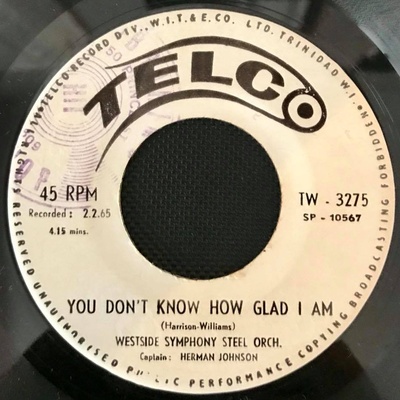 TELCO RECORD DIV., W.I.T. & E. CO. LTD. TRINIDAD W.I.
TELCO
45 RPM
Recorded : 2.2.65
4.15 mins.
TW - 3275
SP - 10567
YOU DON'T KNOW HOW GLAD I AM
(Harrison-Williams)
WESTSIDE SYMPHONY STEEL ORCH.
Captain: HERMAN JOHNSON
UNAUTHORISED PUBLIC PERFORMANCE COPYING BROADCASTING FORBIDDEN